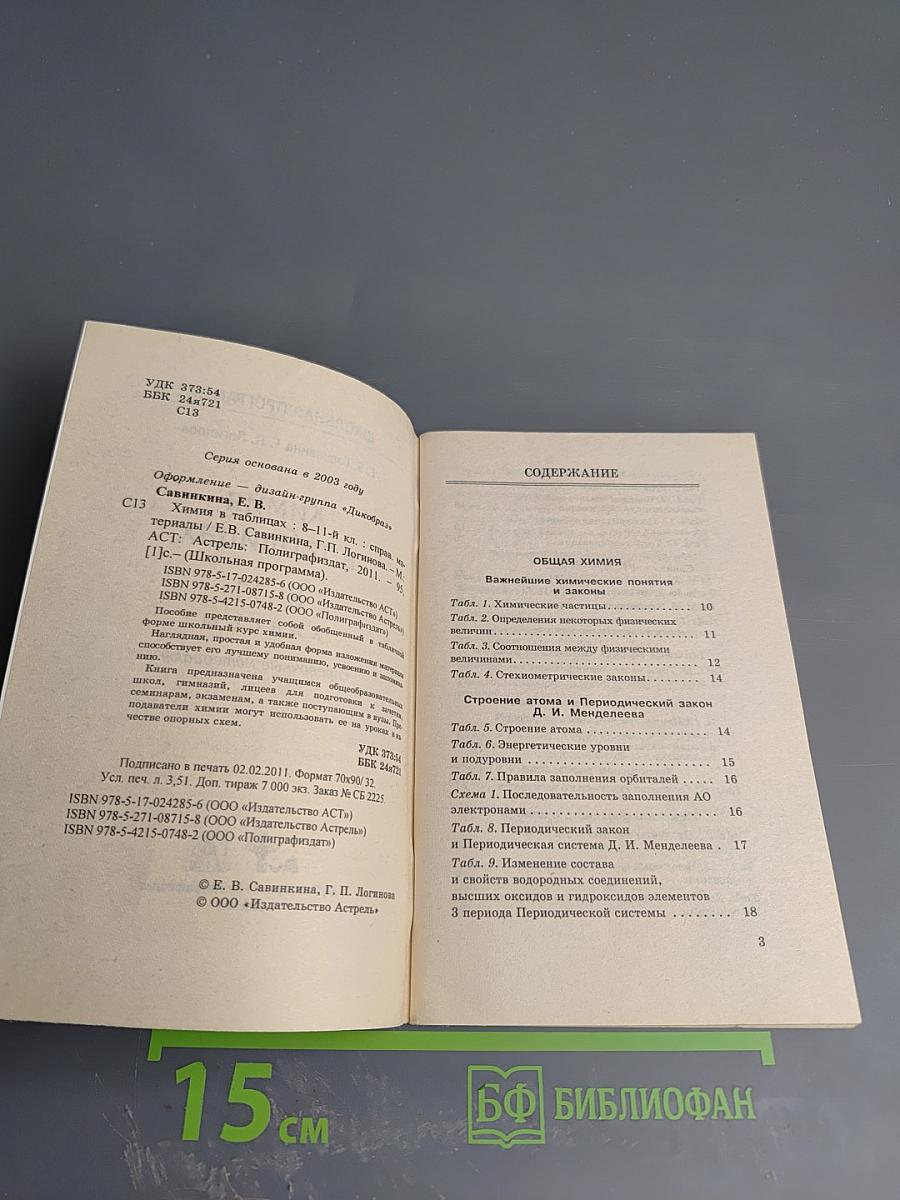 УДК 373:54
ББК 24я721
С13
Серия основана в 2003 году
Оформление — дизайн-группа «Дикобраз»
Савинкина, Е. В.
С13 Химия в таблицах : 8–11-й кл. : справ. ма-
териалы / Е.В. Савинкина, Г.П. Логинова. – М.:
АСТ: Астрель: Полиграфиздат, 2011. – 95,
[1]с.– (Школьная программа).
ISBN 978-5-17-024285-6 (ООО «Издательство АСТ»)
ISBN 978-5-271-08715-8 (ООО «Издательство Астрель»)
ISBN 978-5-4215-0748-2 (ООО «Полиграфиздат»)
Пособие представляет собой обобщенный в табличной
форме школьный курс химии.
Наглядная, простая и удобная форма изложения материала
способствует его лучшему пониманию, усвоению и запомина-
нию.
Книга предназначена учащимся общеобразовательных
школ, гимназий, лицеев для подготовки к зачетам,
семинарам, экзаменам, а также поступающим в вузы. Пре-
подаватели химии могут использовать ее на уроках в ка-
честве опорных схем.
УДК 373:54
ББК 24я721
Подписано в печать 02.02.2011. Формат 70х90/32.
Усл. печ. л. 3,51. Доп. тираж 7 000 экз. Заказ № СБ 2225.
ISBN 978-5-17-024285-6 (ООО «Издательство АСТ»)
ISBN 978-5-271-08715-8 (ООО «Издательство Астрель»)
ISBN 978-5-4215-0748-2 (ООО «Полиграфиздат»)
© Е. В. Савинкина, Г. П. Логинова
© ООО «Издательство Астрель»
СОДЕРЖАНИЕ
ОБЩАЯ ХИМИЯ
Важнейшие химические понятия
и законы
Табл. 1. Химические частицы. . . . . . . . . . . . . 10
Табл. 2. Определения некоторых физических
величин . . . . . . . . . . . . . . . . . . . . . . . . . . . . . 11
Табл. 3. Соотношения между физическими
величинами. . . . . . . . . . . . . . . . . . . . . . . . . . . 12
Табл. 4. Стехиометрические законы. . . . . . . . 14
Строение атома и Периодический закон
Д. И. Менделеева
Табл. 5. Строение атома . . . . . . . . . . . . . . . . . 14
Табл. 6. Энергетические уровни
и подуровни . . . . . . . . . . . . . . . . . . . . . . . . . . 15
Табл. 7. Правила заполнения орбиталей . . . . . 16
Схема 1. Последовательность заполнения АО
электронами. . . . . . . . . . . . . . . . . . . . . . . . . . 16
Табл. 8. Периодический закон
и Периодическая система Д. И. Менделеева . 17
Табл. 9. Изменение состава
и свойств водородных соединений,
высших оксидов и гидроксидов элементов
3 периода Периодической системы . . . . . . . . 18
3
15 см
БФ БИБЛИОФАН